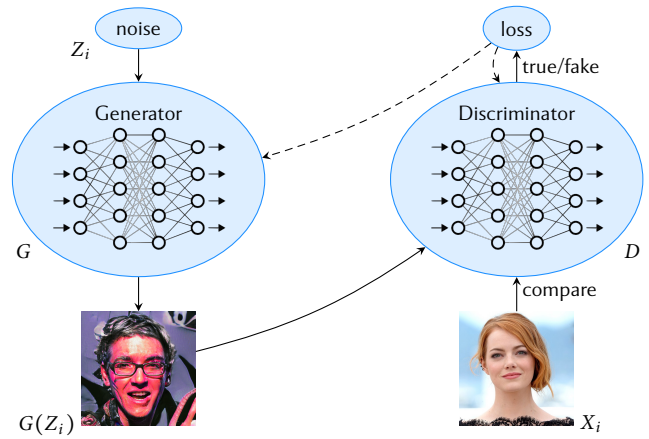 noise
loss
Z_i
true/fake
Generator
Discriminator
G
D
compare
G(Z_i)
X_i